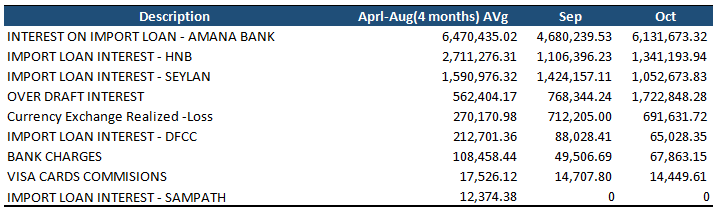 Description Aprl-Aug(4 months) AVg Sep Oct
INTEREST ON IMPORT LOAN - AMANA BANK 6,470,435.02 4,680,239.53 6,131,673.32
IMPORT LOAN INTEREST - HNB 2,711,276.31 1,106,396.23 1,341,193.94
IMPORT LOAN INTEREST - SEYLAN 1,590,976.32 1,424,157.11 1,052,673.83
OVER DRAFT INTEREST 562,404.17 768,344.24 1,722,848.28
Currency Exchange Realized -Loss 270,170.98 712,205.00 691,631.72
IMPORT LOAN INTEREST - DFCC 212,701.36 88,028.41 65,028.35
BANK CHARGES 108,458.44 49,506.69 67,863.15
VISA CARDS COMMISIONS 17,526.12 14,707.80 14,449.61
IMPORT LOAN INTEREST - SAMPATH 12,374.38 0 0